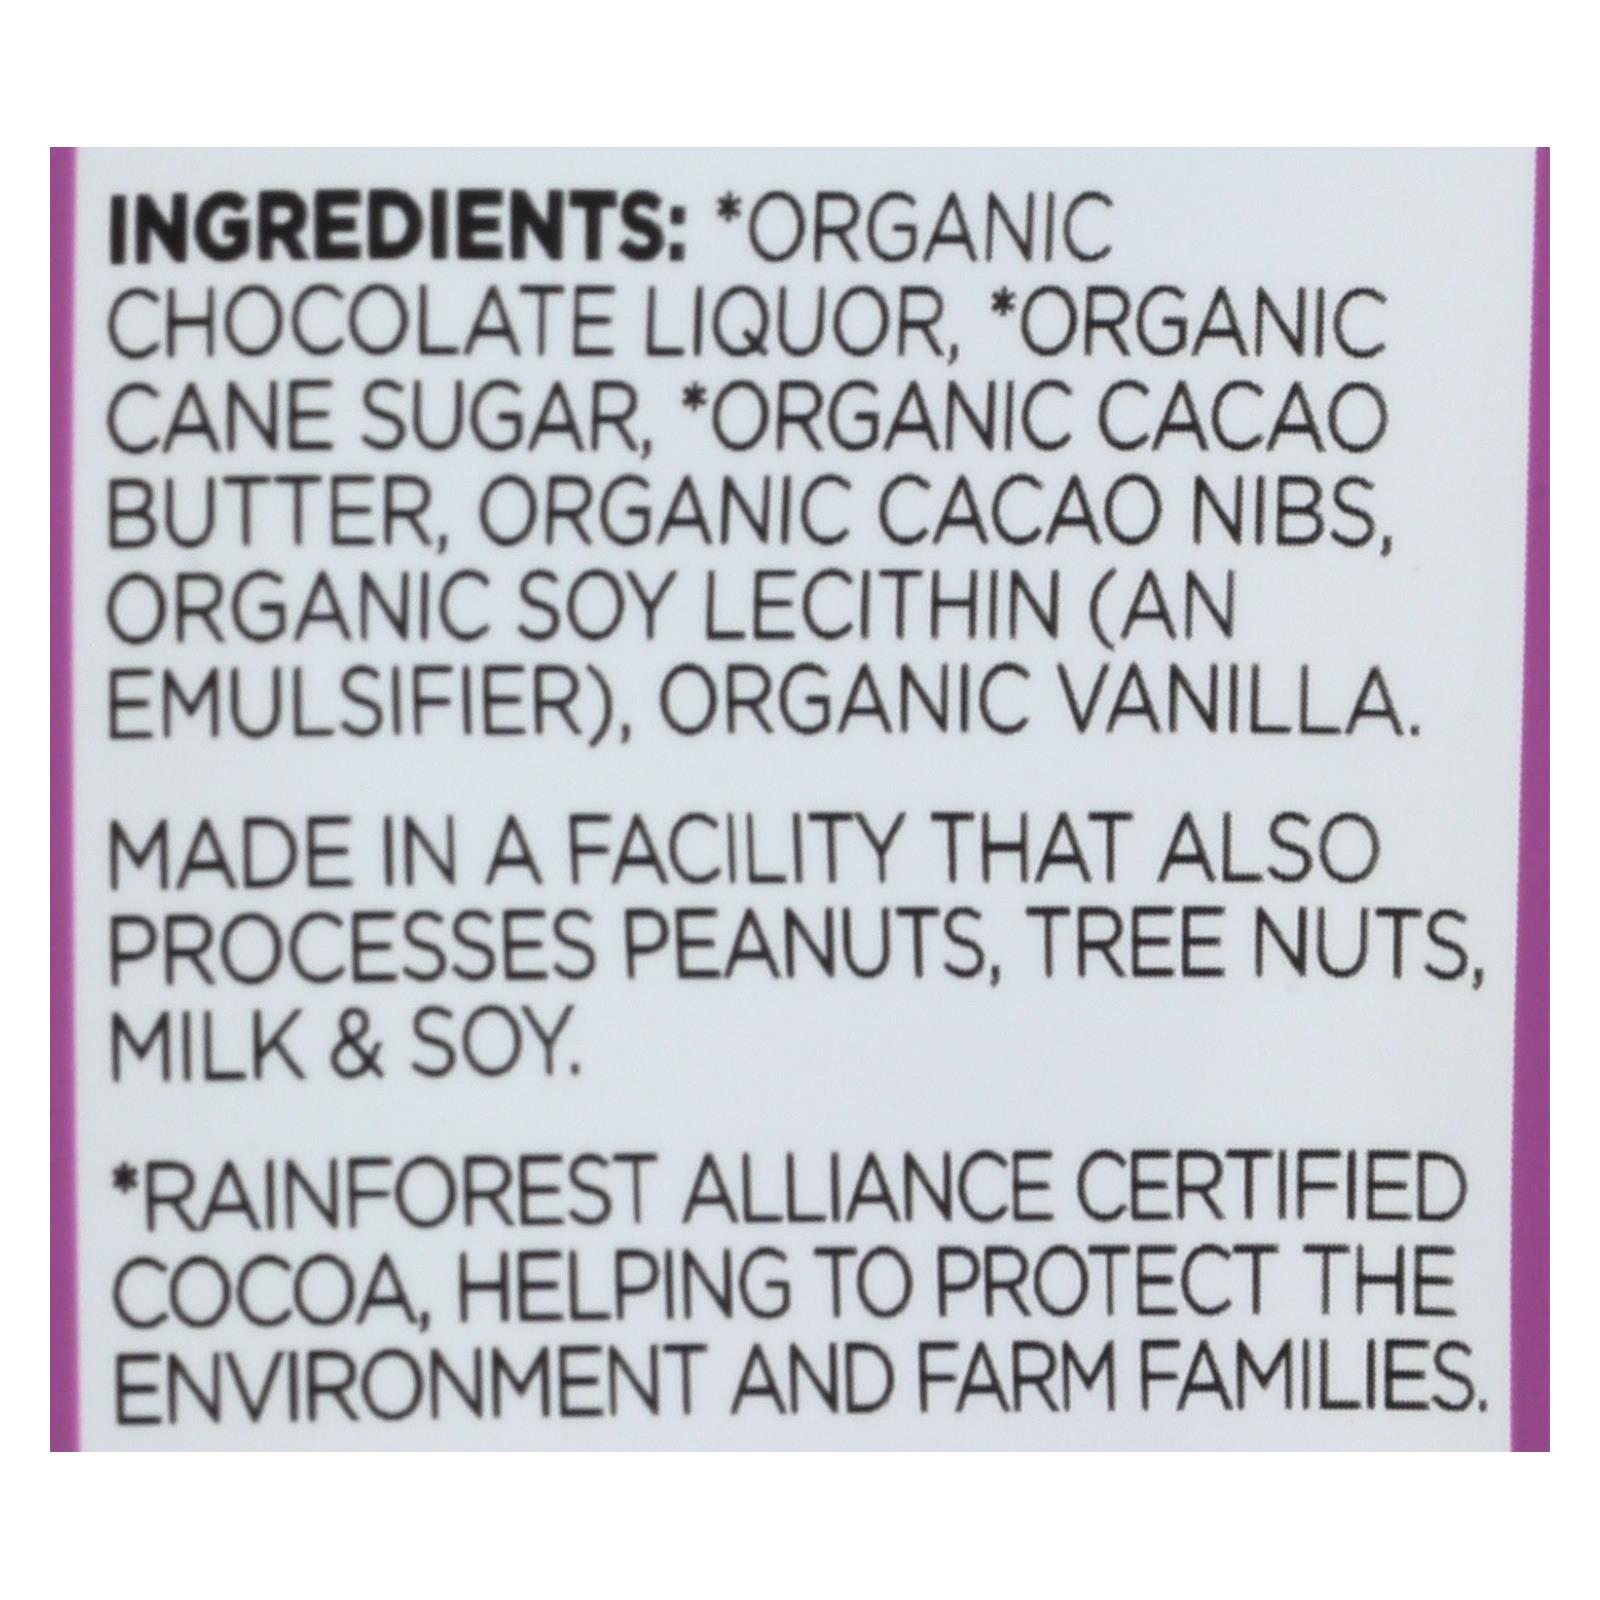 INGREDIENTS: *ORGANIC
CHOCOLATE LIQUOR, *ORGANIC
CANE SUGAR, *ORGANIC CACAO
BUTTER, ORGANIC CACAO NIBS,
ORGANIC SOY LECITHIN (AN
EMULSIFIER), ORGANIC VANILLA.
MADE IN A FACILITY THAT ALSO
PROCESSES PEANUTS, TREE NUTS,
MILK & SOY.
*RAINFOREST ALLIANCE CERTIFIED
COCOA, HELPING TO PROTECT THE
ENVIRONMENT AND FARM FAMILIES.